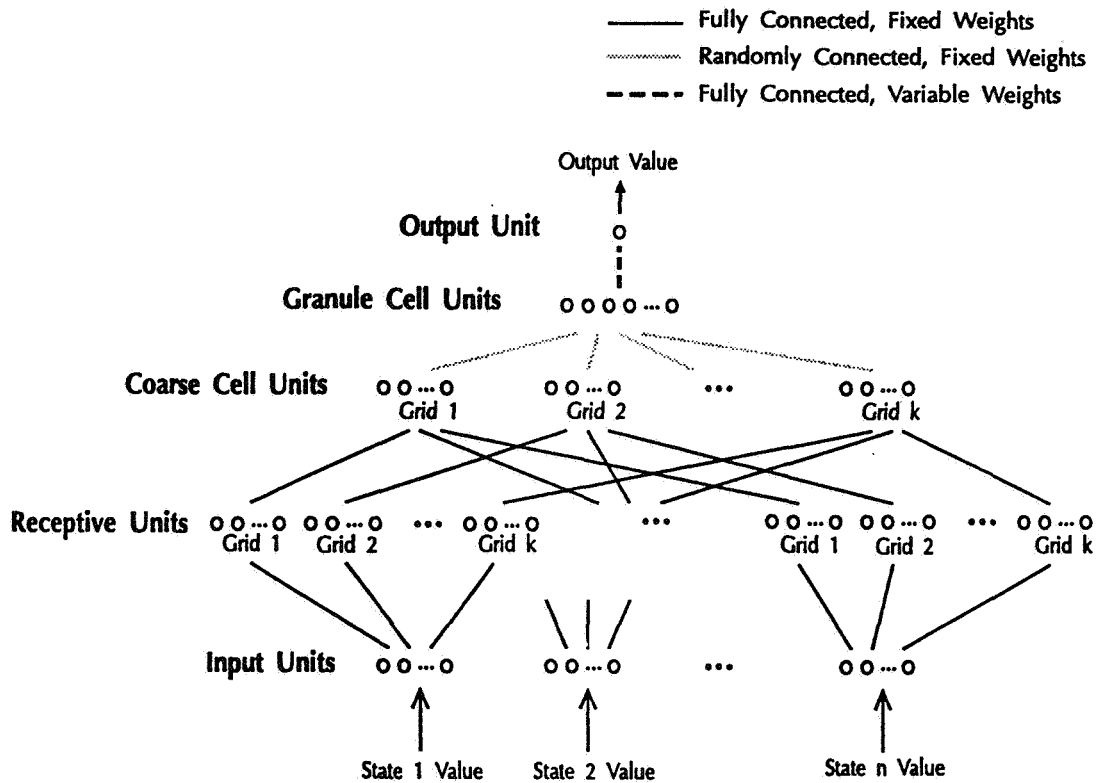 Fully Connected, Fixed Weights
Randomly Connected, Fixed Weights
Fully Connected, Variable Weights
Output Value
Output Unit o
Granule Cell Units o o o o ... o
Coarse Cell Units o o ... o o o ... o ... o o ... o
Grid 1 Grid 2 Grid k
Receptive Units o o ... o o o ... o ... o o ... o ... o o ... o o o ... o ... o o ... o
Grid 1 Grid 2 Grid k Grid 1 Grid 2 Grid k
Input Units o o ... o o o ... o ... o o ... o
State 1 Value State 2 Value State n Value